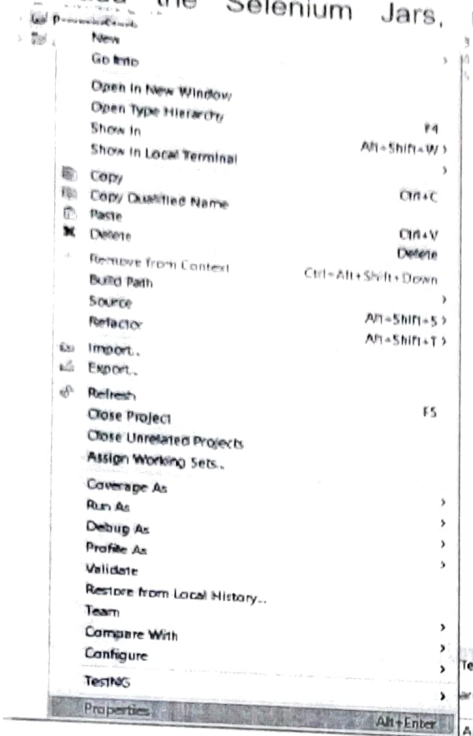 the Selenium Jars,
New
Go Into
Open in New Window
Open Type Hierarchy F4
Show In Alt+Shift+W >
Show in Local Terminal >
Copy Ctrl+C
Copy Qualified Name
Paste Ctrl+V
Delete Delete
Remove from Context Ctrl+Alt+Shift+Down
Build Path >
Source Alt+Shift+S >
Refactor Alt+Shift+T >
Import..
Export..
Refresh F5
Close Project
Close Unrelated Projects
Assign Working Sets..
Coverage As >
Run As >
Debug As >
Profile As >
Validate
Restore from Local History...
Team >
Compare With >
Configure >
TestNG >
Properties Alt+Enter